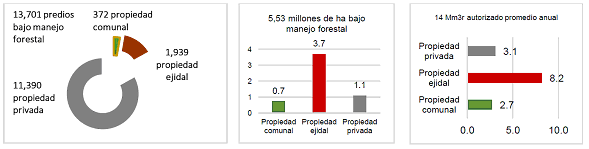 13,701 predios
bajo manejo
forestal
372 propiedad
comunal
1,939
propiedad
ejidal
11,390
propiedad
privada
5,53 millones de ha bajo
manejo forestal
4
3
2
1
0
0.7
3.7
1.1
Propiedad
comunal
Propiedad
ejidal
Propiedad
privada
14 Mm3r autorizado promedio anual
Propiedad
privada
3.1
Propiedad
ejidal
8.2
Propiedad
comunal
2.7
0.0 5.0 10.0